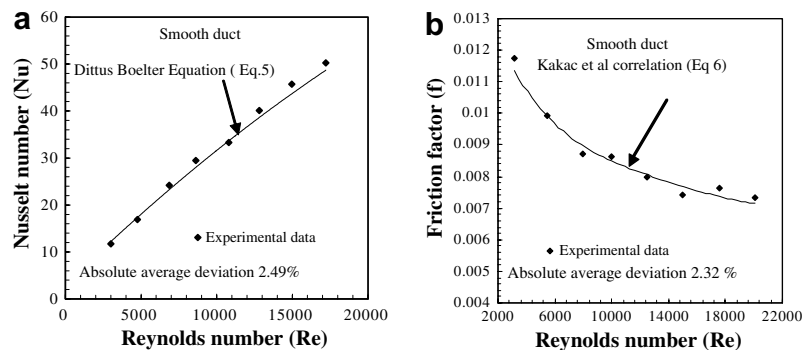 a
60
50
40
30
20
10
0
Nusselt number (Nu)
Smooth duct
Dittus Boelter Equation ( Eq.5)
Experimental data
Absolute average deviation 2.49%
0 5000 10000 15000 20000
Reynolds number (Re)
b
0.013
0.012
0.011
0.010
0.009
0.008
0.007
0.006
0.005
0.004
Friction factor (f)
Smooth duct
Kakac et al correlation (Eq 6)
Experimental data
Absolute average deviation 2.32 %
2000 6000 10000 14000 18000 22000
Reynolds number (Re)